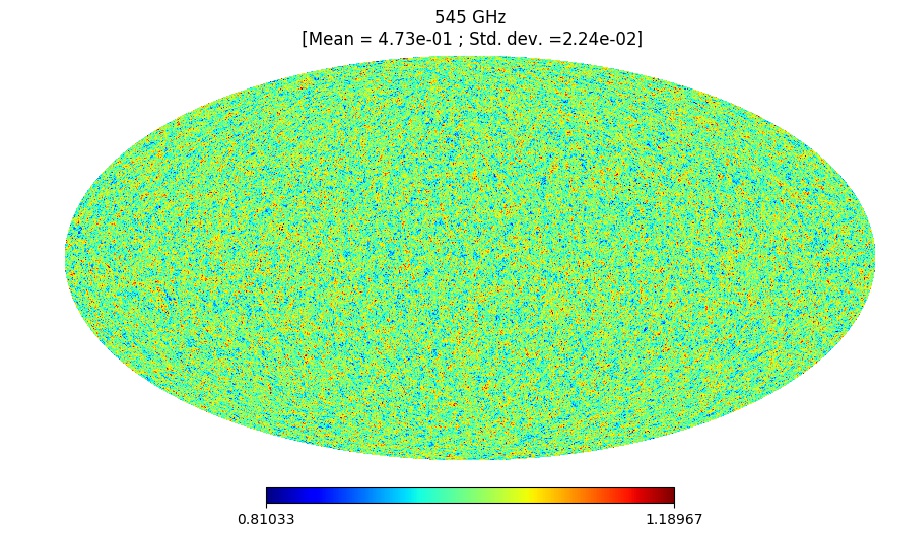 545 GHz
[Mean = 4.73e-01 ; Std. dev. =2.24e-02]
0.81033
1.18967